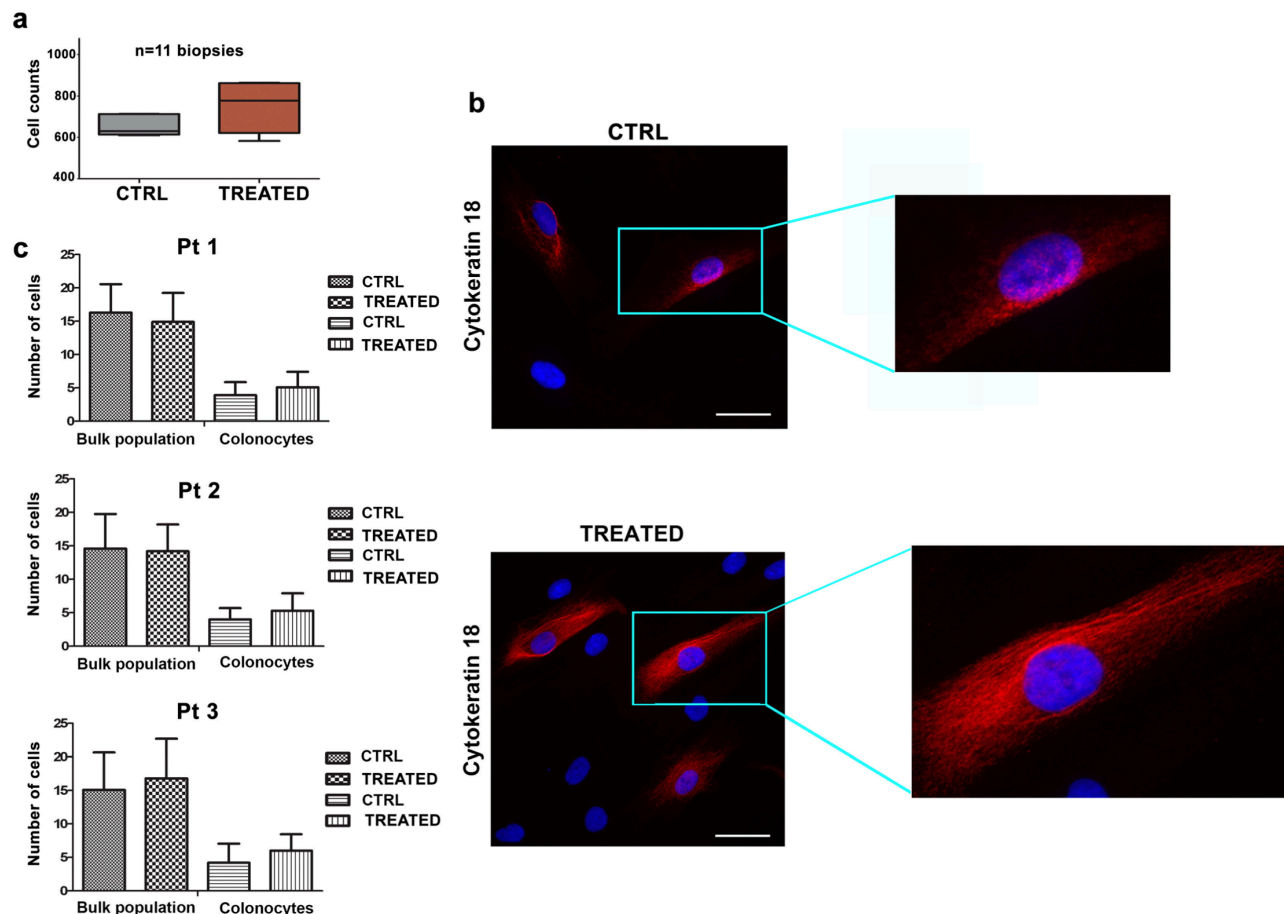 a
n=11 biopsies
Cell counts
1000
800
600
400
CTRL
TREATED
b
CTRL
Cytokeratin 18
TREATED
Cytokeratin 18
c
Pt 1
Number of cells
25
20
15
10
5
0
Bulk population
Colonocytes
CTRL
TREATED
CTRL
TREATED
Pt 2
Number of cells
25
20
15
10
5
0
Bulk population
Colonocytes
CTRL
TREATED
CTRL
TREATED
Pt 3
Number of cells
25
20
15
10
5
0
Bulk population
Colonocytes
CTRL
TREATED
CTRL
TREATED